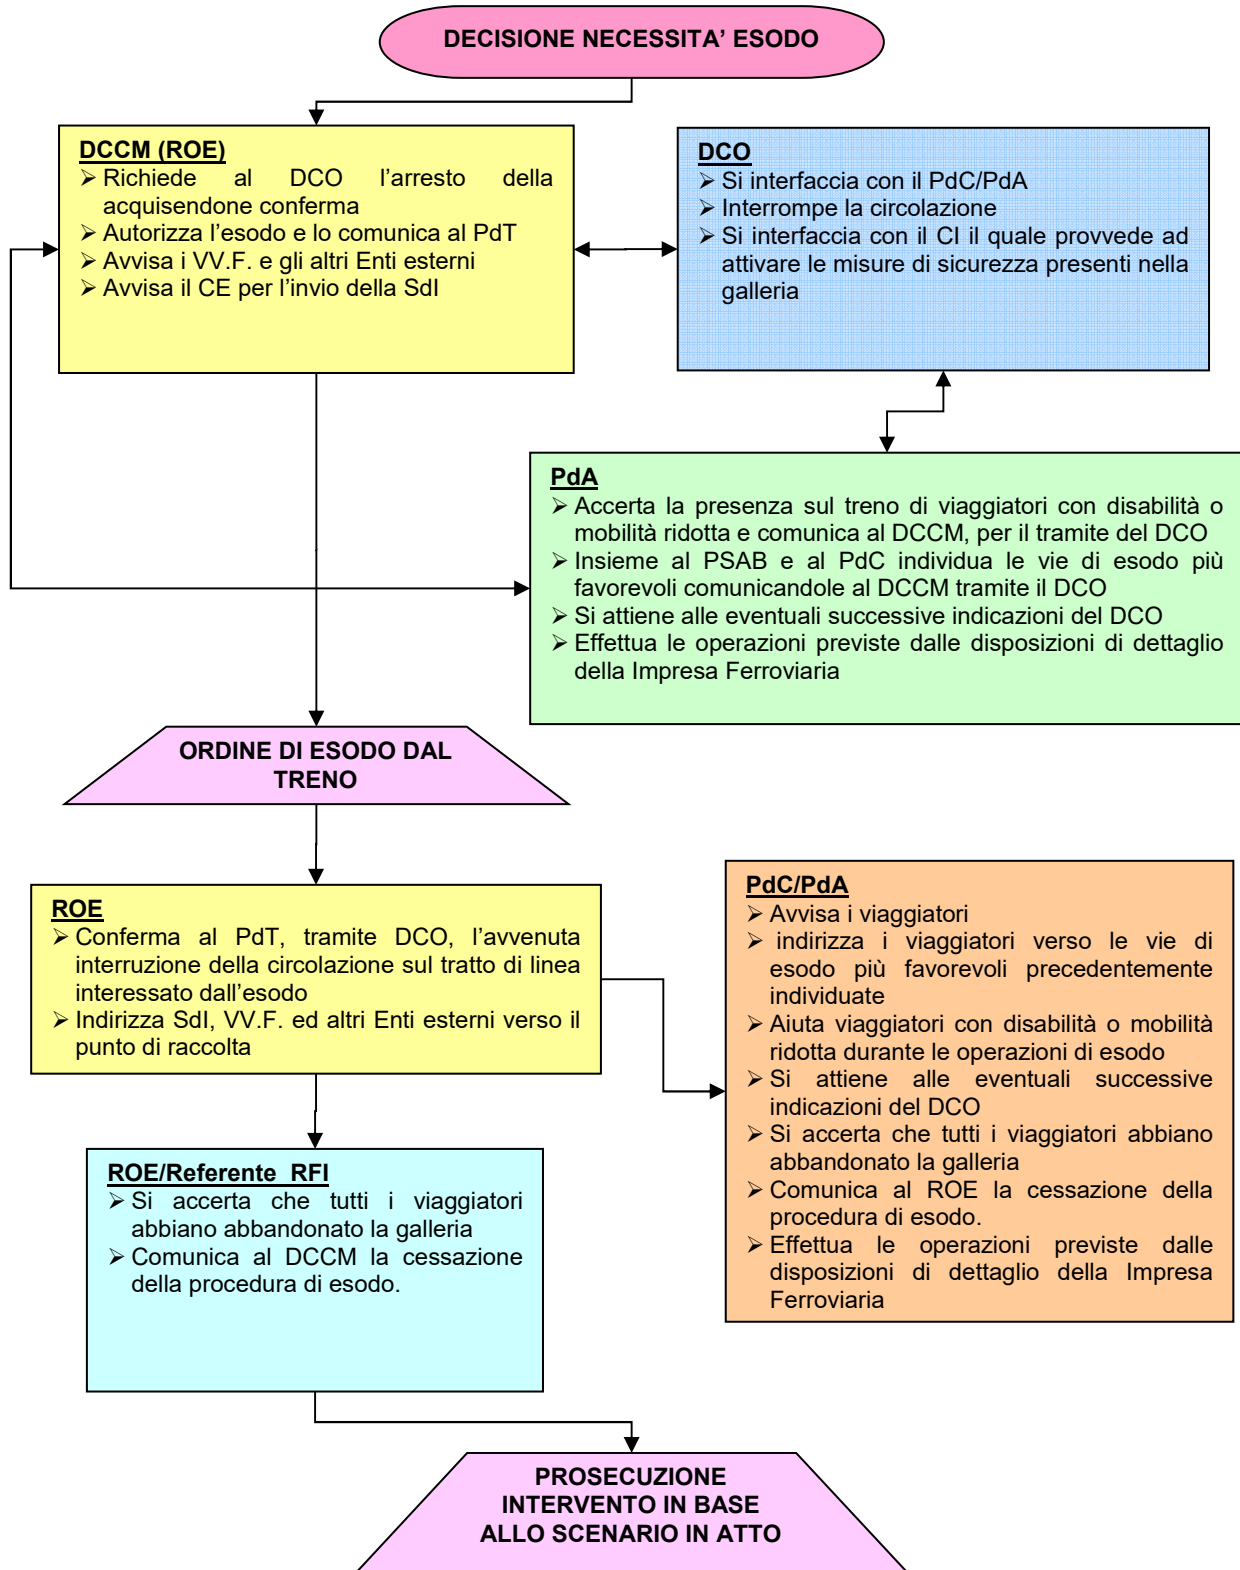 DECISIONE NECESSITA' ESODO
DCCM (ROE)
➢ Richiede al DCO l'arresto della
acquisendone conferma
➢ Autorizza l'esodo e lo comunica al PdT
➢ Avvisa i VV.F. e gli altri Enti esterni
➢ Avvisa il CE per l'invio della SdI
DCO
➢ Si interfaccia con il PdC/PdA
➢ Interrompe la circolazione
➢ Si interfaccia con il CI il quale provvede ad
attivare le misure di sicurezza presenti nella
galleria
PdA
➢ Accerta la presenza sul treno di viaggiatori con disabilità o
mobilità ridotta e comunica al DCCM, per il tramite del DCO
➢ Insieme al PSAB e al PdC individua le vie di esodo più
favorevoli comunicandole al DCCM tramite il DCO
➢ Si attiene alle eventuali successive indicazioni del DCO
➢ Effettua le operazioni previste dalle disposizioni di dettaglio
della Impresa Ferroviaria
ORDINE DI ESODO DAL
TRENO
ROE
➢ Conferma al PdT, tramite DCO, l'avvenuta
interruzione della circolazione sul tratto di linea
interessato dall'esodo
➢ Indirizza SdI, VV.F. ed altri Enti esterni verso il
punto di raccolta
PdC/PdA
➢ Avvisa i viaggiatori
➢ indirizza i viaggiatori verso le vie di
esodo più favorevoli precedentemente
individuate
➢ Aiuta viaggiatori con disabilità o mobilità
ridotta durante le operazioni di esodo
➢ Si attiene alle eventuali successive
indicazioni del DCO
➢ Si accerta che tutti i viaggiatori abbiano
abbandonato la galleria
➢ Comunica al ROE la cessazione della
procedura di esodo.
➢ Effettua le operazioni previste dalle
disposizioni di dettaglio della Impresa
Ferroviaria
ROE/Referente RFI
➢ Si accerta che tutti i viaggiatori
abbiano abbandonato la galleria
➢ Comunica al DCCM la cessazione
della procedura di esodo.
PROSECUZIONE
INTERVENTO IN BASE
ALLO SCENARIO IN ATTO